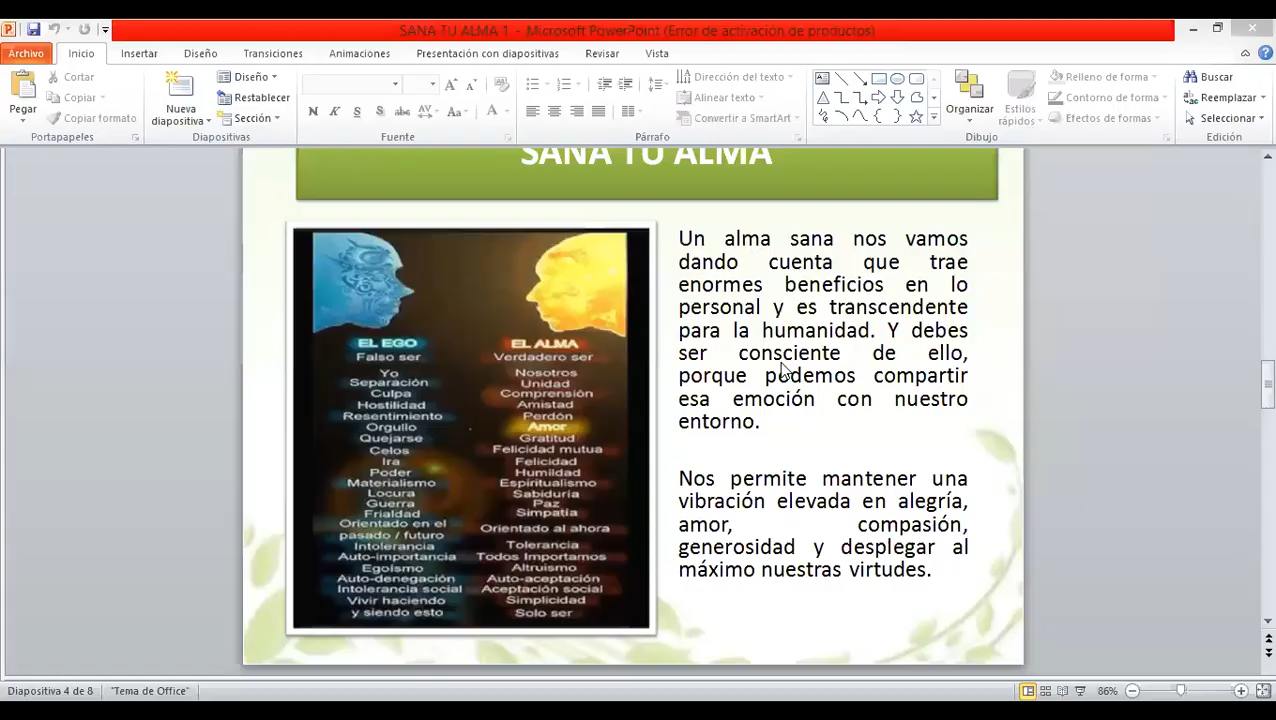 SANA TU ALMA 1 - Microsoft PowerPoint (Error de activación de productos)
Archivo Inicio Insertar Diseño Transiciones Animaciones Presentación con diapositivas Revisar Vista
Pegar
Cortar
Copiar
Copiar formato
Portapapeles
Nueva
diapositiva
Diseño
Restablecer
Sección
Diapositivas
N K S abc AV Aa A
Fuente
Dirección del texto
Alinear texto
Convertir a SmartArt
Párrafo
Organizar
Estilos
rápidos
Relleno de forma
Contorno de forma
Efectos de formas
Dibujo
Buscar
Reemplazar
Seleccionar
Edición
SANA TU ALMA
EL EGO
Falso ser
Yo
Separación
Culpa
Hostilidad
Resentimiento
Orgullo
Quejarse
Celos
Ira
Poder
Materialismo
Locura
Guerra
Frialdad
Orientado en el
pasado / futuro
Intolerancia
Auto-importancia
Egoísmo
Auto-denegación
Intolerancia social
Vivir haciendo
y siendo esto
EL ALMA
Verdadero ser
Nosotros
Unidad
Comprensión
Amistad
Perdón
Amor
Gratitud
Felicidad mutua
Felicidad
Humildad
Espiritualismo
Sabiduría
Paz
Simpatía
Orientado al ahora
Tolerancia
Todos Importamos
Altruismo
Auto-aceptación
Aceptación social
Simplicidad
Solo ser
Un alma sana nos vamos
dando cuenta que trae
enormes beneficios en lo
personal y es transcendente
para la humanidad. Y debes
ser consciente de ello,
porque podemos compartir
esa emoción con nuestro
entorno.
Nos permite mantener una
vibración elevada en alegría,
amor, compasión,
generosidad y desplegar al
máximo nuestras virtudes.
Diapositiva 4 de 8 "Tema de Office" 86%